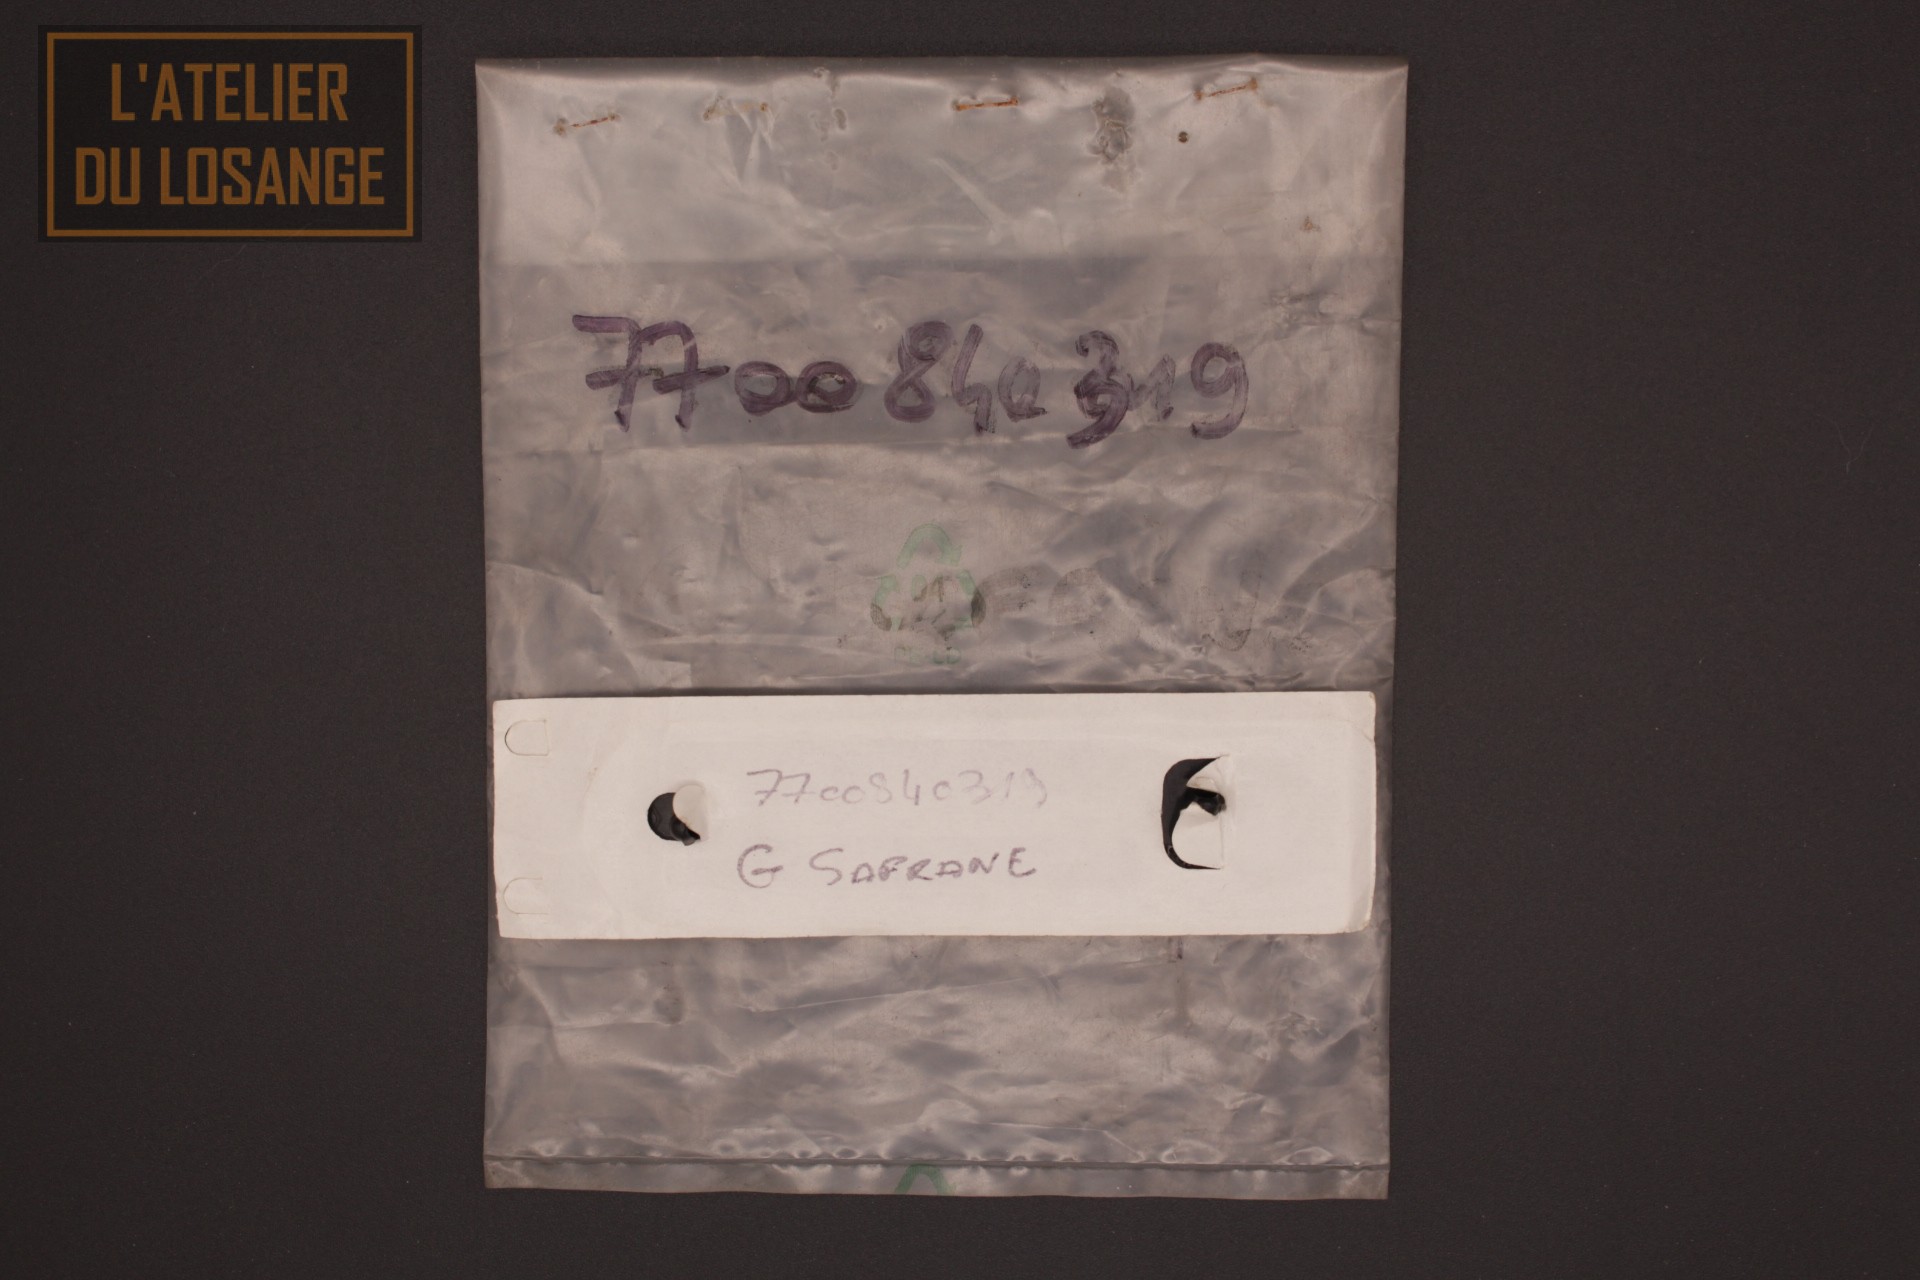 L'ATELIER
DU LOSANGE
7700840319
7700840319
G SAFRANE